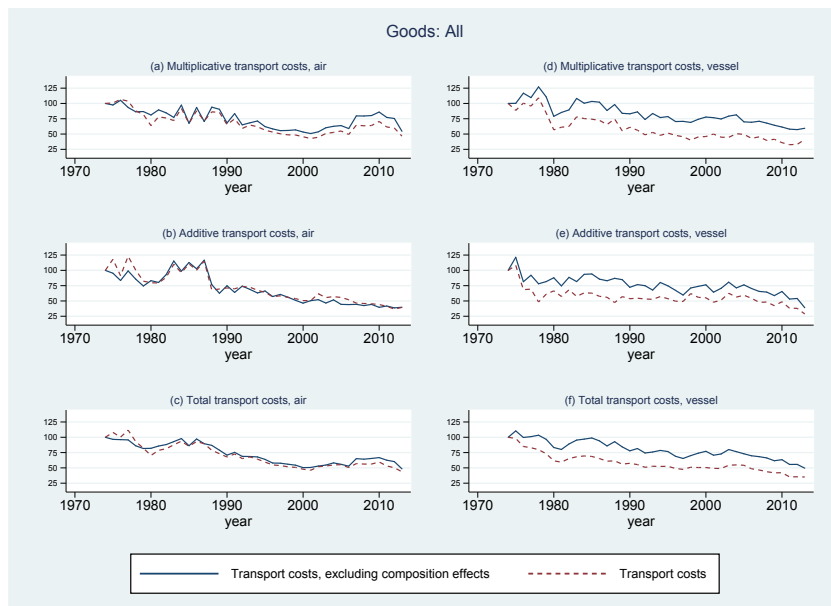 Goods: All
(a) Multiplicative transport costs, air
125
100
75
50
25
1970 1980 1990 2000 2010
year
(d) Multiplicative transport costs, vessel
125
100
75
50
25
1970 1980 1990 2000 2010
year
(b) Additive transport costs, air
125
100
75
50
25
1970 1980 1990 2000 2010
year
(e) Additive transport costs, vessel
125
100
75
50
25
1970 1980 1990 2000 2010
year
(c) Total transport costs, air
125
100
75
50
25
1970 1980 1990 2000 2010
year
(f) Total transport costs, vessel
125
100
75
50
25
1970 1980 1990 2000 2010
year
Transport costs, excluding composition effects Transport costs